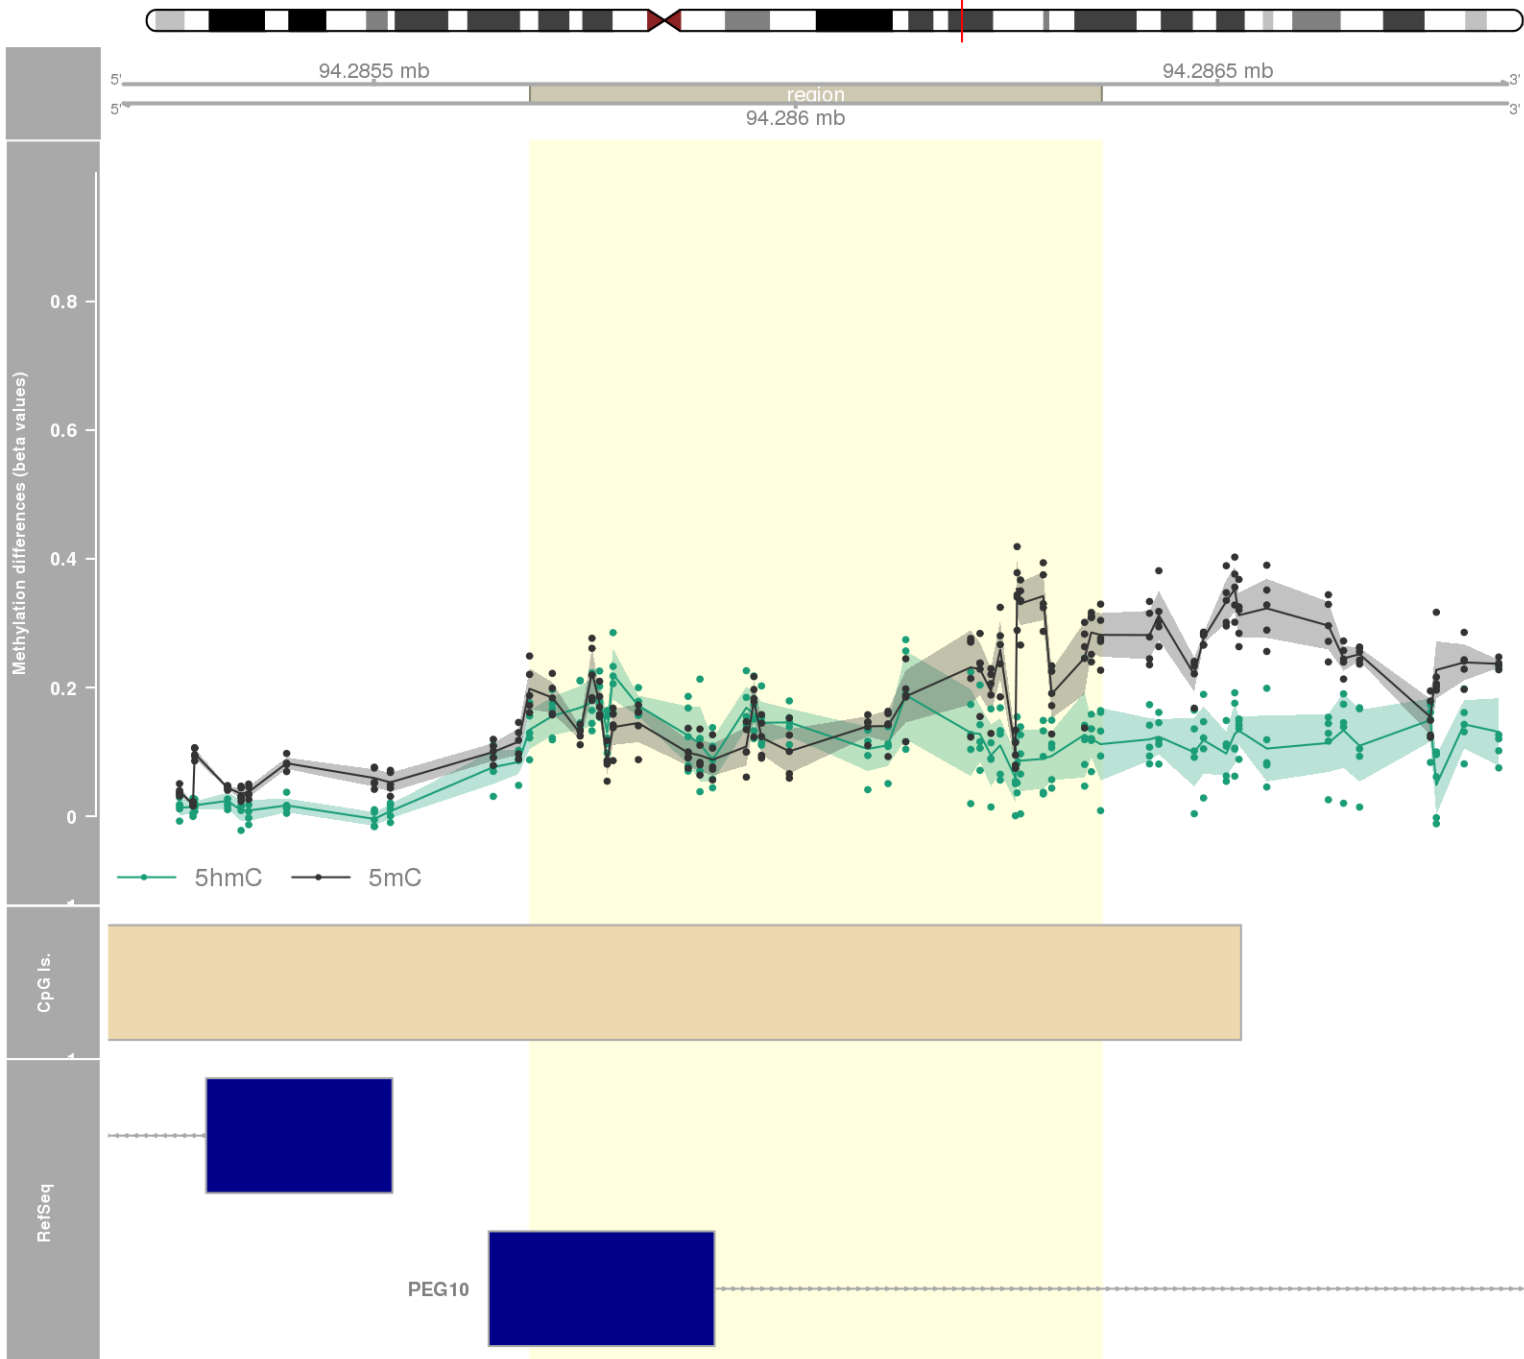 94.2855 mb
94.2865 mb
5'
3'
region
5'
3'
94.286 mb
Methylation differences (beta values)
0.8
0.6
0.4
0.2
0
5hmC
5mC
CpG Is.
RefSeq
PEG10